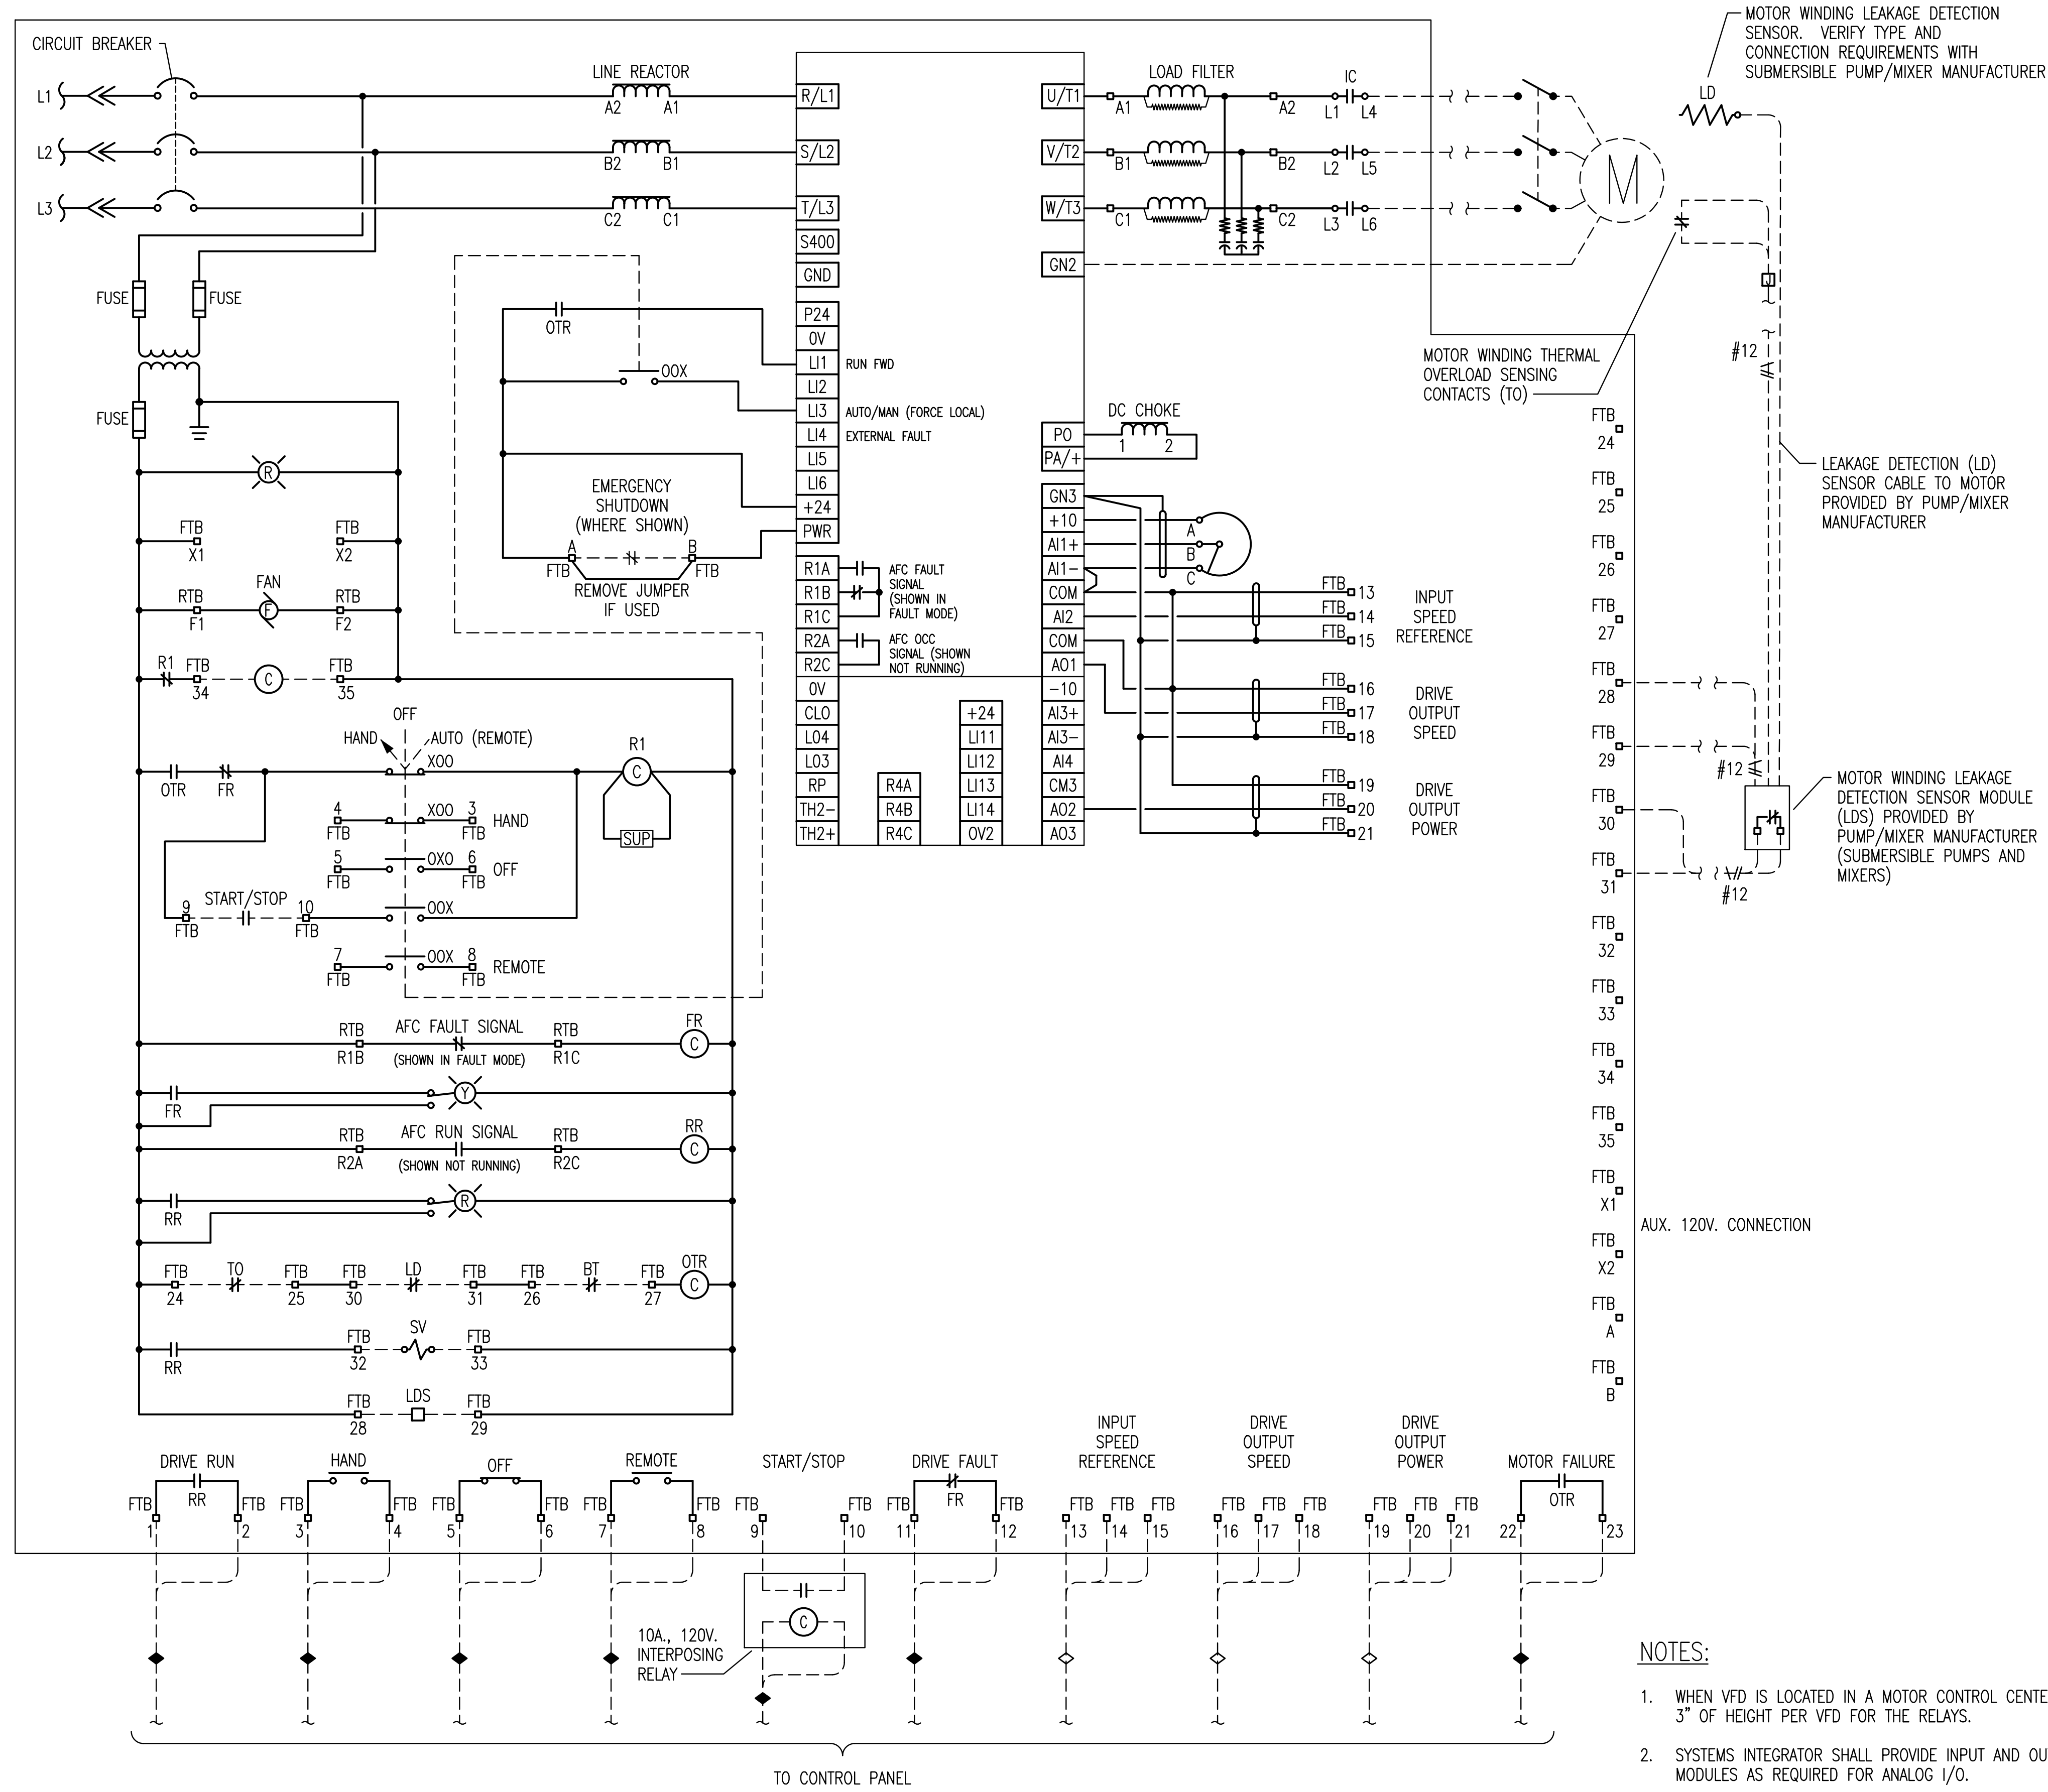 MOTOR WINDING LEAKAGE DETECTION
SENSOR. VERIFY TYPE AND
CONNECTION REQUIREMENTS WITH
SUBMERSIBLE PUMP/MIXER MANUFACTURER
CIRCUIT BREAKER
LINE REACTOR
LOAD FILTER
IC
LD
L1
A2 A1
R/L1
U/T1
A1
A2
L1 L4
L2
B2 B1
S/L2
V/T2
B1
B2
L2 L5
M
L3
C2 C1
T/L3
W/T3
C1
C2
L3 L6
S400
GND
GN2
J
FUSE
FUSE
FUSE
OTR
OOX
P24
0V
LI1
RUN FWD
LI2
LI3
AUTO/MAN (FORCE LOCAL)
LI4
EXTERNAL FAULT
LI5
LI6
+24
PWR
MOTOR WINDING THERMAL
OVERLOAD SENSING
CONTACTS (TO)
#12
DC CHOKE
1 2
PO
PA/+
LEAKAGE DETECTION (LD)
SENSOR CABLE TO MOTOR
PROVIDED BY PUMP/MIXER
MANUFACTURER
EMERGENCY
SHUTDOWN
(WHERE SHOWN)
A B
FTB FTB
REMOVE JUMPER
IF USED
R
FTB FTB
X1 X2
FAN
RTB RTB
F
F1 F2
R1 FTB FTB
C
34 35
R1A
R1B
R1C
AFC FAULT
SIGNAL
(SHOWN IN
FAULT MODE)
R2A
R2C
AFC OCC
SIGNAL (SHOWN
NOT RUNNING)
0V
CLO
LO4
LO3
RP
TH2-
TH2+
R4A
R4B
R4C
+24
LI11
LI12
LI13
LI14
OV2
GN3
+10
AI1+
AI1-
COM
AI2
COM
AO1
-10
AI3+
AI3-
AI4
CM3
AO2
AO3
A
B
C
FTB 13
FTB 14
FTB 15
INPUT
SPEED
REFERENCE
FTB 16
FTB 17
FTB 18
DRIVE
OUTPUT
SPEED
FTB 19
FTB 20
FTB 21
DRIVE
OUTPUT
POWER
FTB
24
FTB
25
FTB
26
FTB
27
FTB
28
FTB
29
FTB
30
FTB
31
FTB
32
FTB
33
FTB
34
FTB
35
FTB
X1
AUX. 120V. CONNECTION
FTB
X2
FTB
A
FTB
B
#12
#12
MOTOR WINDING LEAKAGE
DETECTION SENSOR MODULE
(LDS) PROVIDED BY
PUMP/MIXER MANUFACTURER
(SUBMERSIBLE PUMPS AND
MIXERS)
OFF
HAND AUTO (REMOTE)
XOO
R1
C
SUP
OTR FR
4 XOO 3
FTB FTB
HAND
5 OXO 6
FTB FTB
OFF
START/STOP
9 10 OOX
FTB FTB
7 OOX 8
FTB FTB
REMOTE
RTB AFC FAULT SIGNAL RTB FR
C
R1B (SHOWN IN FAULT MODE) R1C
FR
Y
RTB AFC RUN SIGNAL RTB RR
C
R2A (SHOWN NOT RUNNING) R2C
RR
R
FTB TO FTB FTB LD FTB FTB BT FTB OTR
C
24 25 30 31 26 27
FTB SV FTB
RR 32 33
FTB LDS FTB
28 29
DRIVE RUN
RR
FTB FTB
1 2
HAND
FTB FTB
3 4
OFF
FTB FTB
5 6
REMOTE
FTB FTB
7 8
START/STOP
FTB FTB
9 10
DRIVE FAULT
FR
FTB FTB
11 12
INPUT
SPEED
REFERENCE
FTB FTB FTB
13 14 15
DRIVE
OUTPUT
SPEED
FTB FTB FTB
16 17 18
DRIVE
OUTPUT
POWER
FTB FTB FTB
19 20 21
MOTOR FAILURE
OTR
22 23
C
10A., 120V.
INTERPOSING
RELAY
TO CONTROL PANEL
NOTES:
1. WHEN VFD IS LOCATED IN A MOTOR CONTROL CENTE
3" OF HEIGHT PER VFD FOR THE RELAYS.
2. SYSTEMS INTEGRATOR SHALL PROVIDE INPUT AND OU
MODULES AS REQUIRED FOR ANALOG I/O.